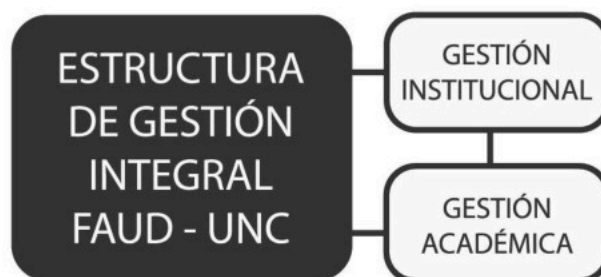 ESTRUCTURA
DE GESTIÓN
INTEGRAL
FAUD - UNC
GESTIÓN
INSTITUCIONAL
GESTIÓN
ACADÉMICA